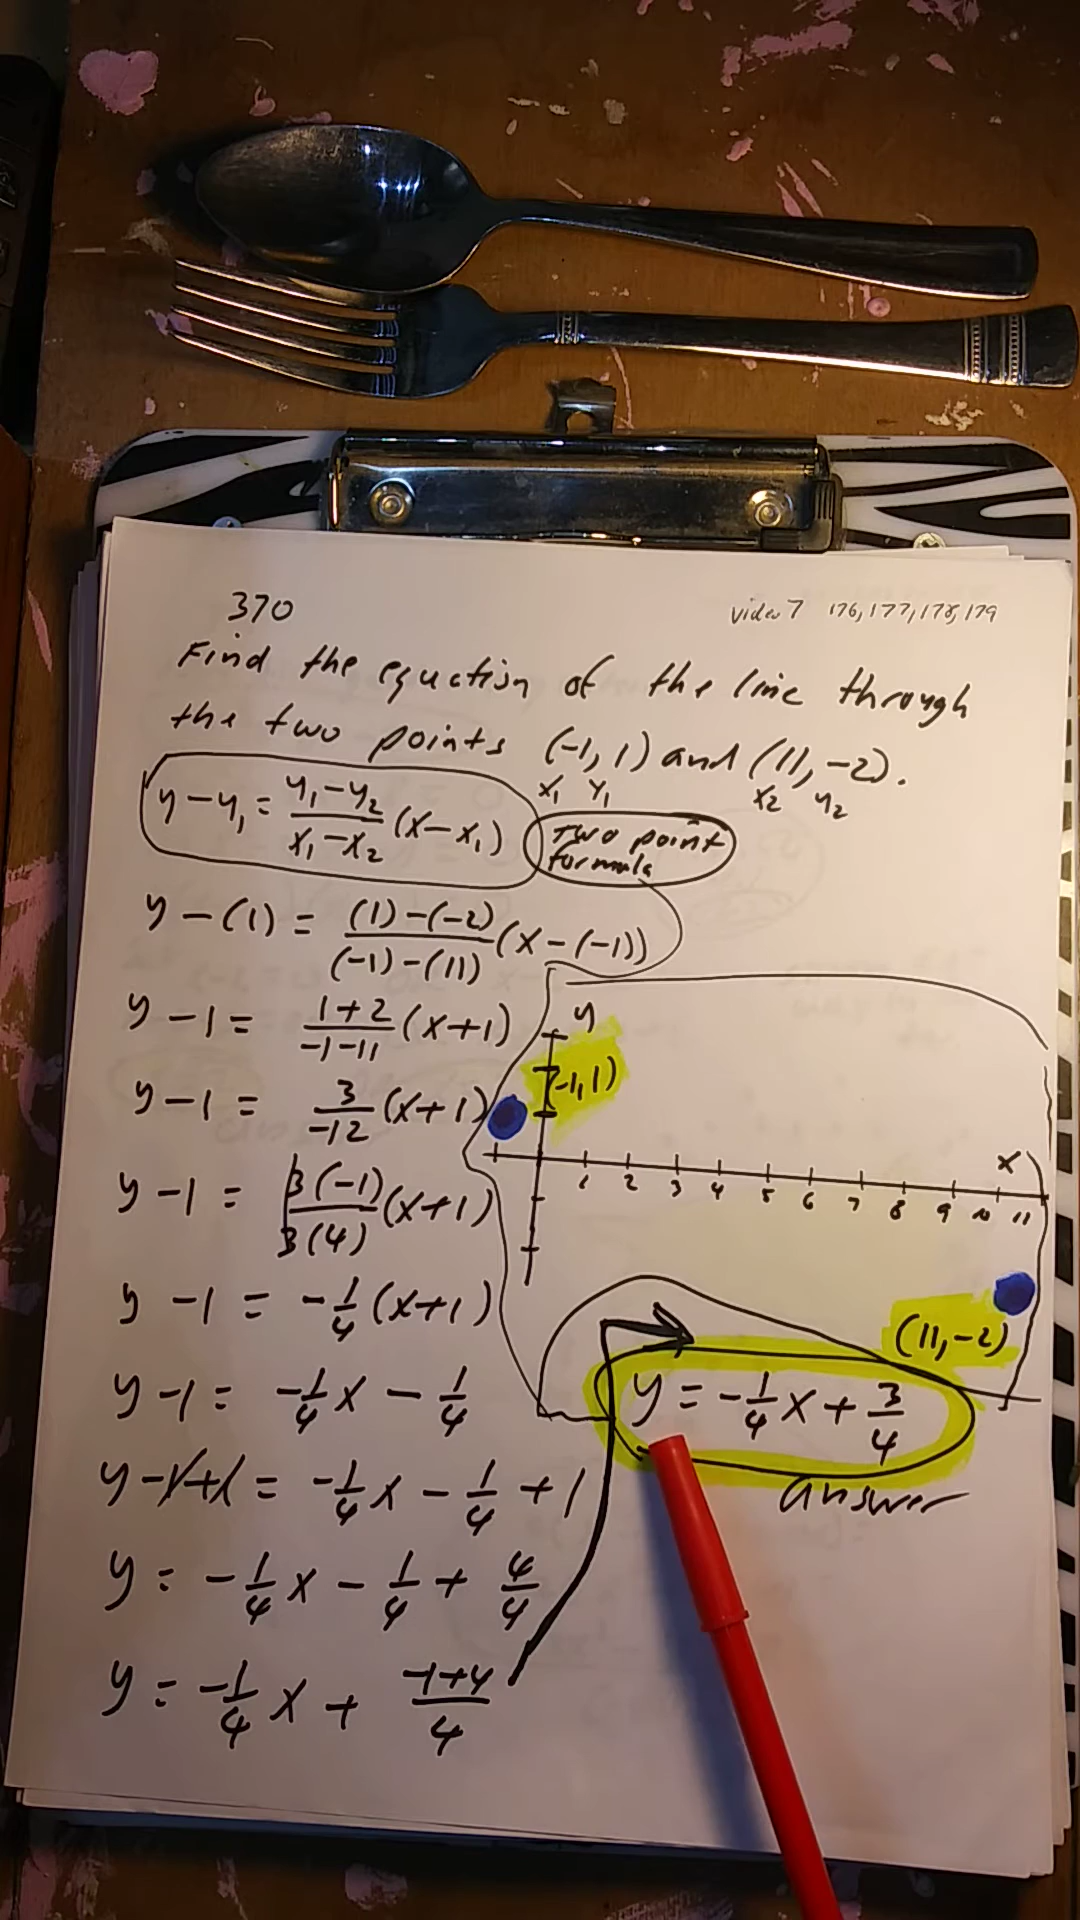 370
video 7 176, 177, 178, 179
Find the equation of the line through
the two points (-1, 1) and (11, -2).
x₁ y₁ x₂ y₂
y - y₁ = (y₁ - y₂)/(x₁ - x₂) (x - x₁)
Two point
formula
y - (1) = ((1) - (-2))/((-1) - (11)) (x - (-1))
y - 1 = (1+2)/(-1-11) (x+1)
y - 1 = 3/-12 (x+1)
y - 1 = 3(-1)/3(4) (x+1)
y - 1 = -1/4 (x+1)
y - 1 = -1/4 x - 1/4
y - 1 + 1 = -1/4 x - 1/4 + 1
y = -1/4 x - 1/4 + 4/4
y = -1/4 x + (-1+4)/4
y
(-1, 1)
x
1 2 3 4 5 6 7 8 9 10 11
(11, -2)
y = -1/4 x + 3/4
answer